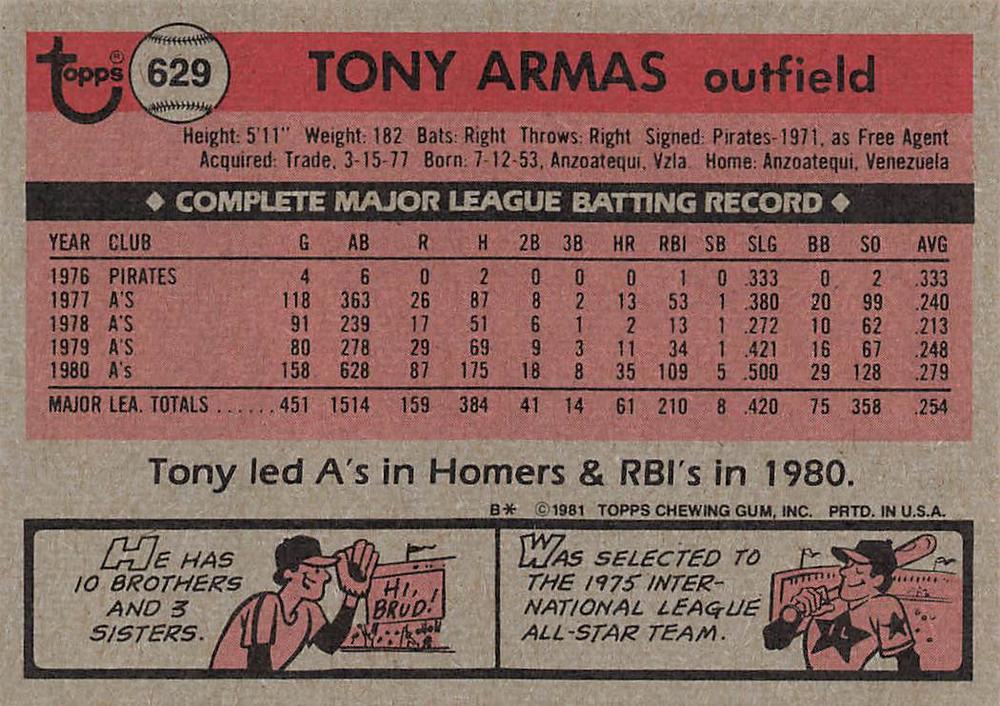 Topps® 629 TONY ARMAS outfield
Height: 5'11" Weight: 182 Bats: Right Throws: Right Signed: Pirates-1971, as Free Agent
Acquired: Trade, 3-15-77 Born: 7-12-53, Anzoatequi, Vzla. Home: Anzoatequi, Venezuela
◆ COMPLETE MAJOR LEAGUE BATTING RECORD ◆
YEAR CLUB G AB R H 2B 3B HR RBI SB SLG BB SO AVG
1976 PIRATES 4 6 0 2 0 0 0 1 0 .333 0 2 .333
1977 A'S 118 363 26 87 8 2 13 53 1 .380 20 99 .240
1978 A'S 91 239 17 51 6 1 2 13 1 .272 10 62 .213
1979 A'S 80 278 29 69 9 3 11 34 1 .421 16 67 .248
1980 A's 158 628 87 175 18 8 35 109 5 .500 29 128 .279
MAJOR LEA. TOTALS ......451 1514 159 384 41 14 61 210 8 .420 75 358 .254
Tony led A's in Homers & RBI's in 1980.
B* ©1981 TOPPS CHEWING GUM, INC. PRTD. IN U.S.A.
HE HAS
10 BROTHERS
AND 3
SISTERS.
HI,
BRUD!
WAS SELECTED TO
THE 1975 INTER-
NATIONAL LEAGUE
ALL-STAR TEAM.